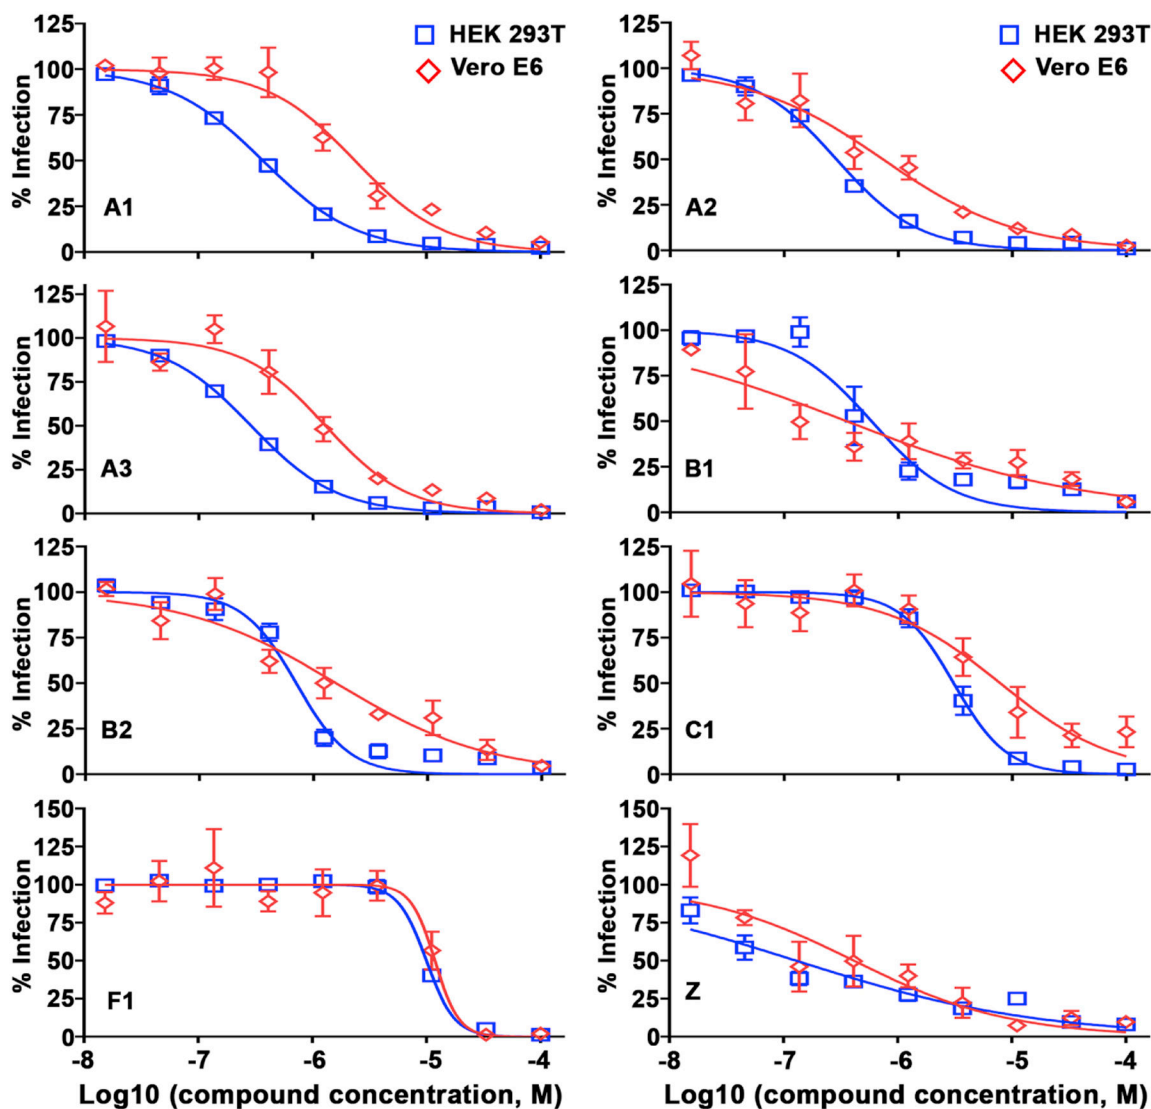 125
100
75
50
25
0
% Infection
A1
HEK 293T
Vero E6
125
100
75
50
25
0
% Infection
A2
HEK 293T
Vero E6
125
100
75
50
25
0
% Infection
A3
125
100
75
50
25
0
% Infection
B1
125
100
75
50
25
0
% Infection
B2
125
100
75
50
25
0
% Infection
C1
150
125
100
75
50
25
0
% Infection
F1
-8 -7 -6 -5 -4
Log10 (compound concentration, M)
150
125
100
75
50
25
0
% Infection
Z
-8 -7 -6 -5 -4
Log10 (compound concentration, M)